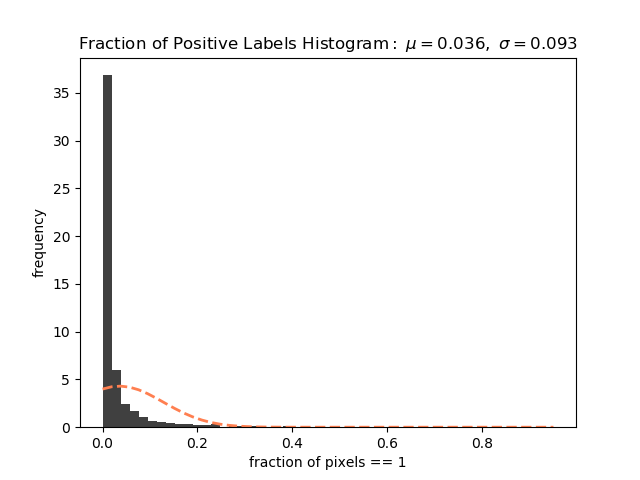 Fraction of Positive Labels Histogram: μ = 0.036, σ = 0.093
35
30
25
20
15
10
5
0
frequency
0.0 0.2 0.4 0.6 0.8
fraction of pixels == 1